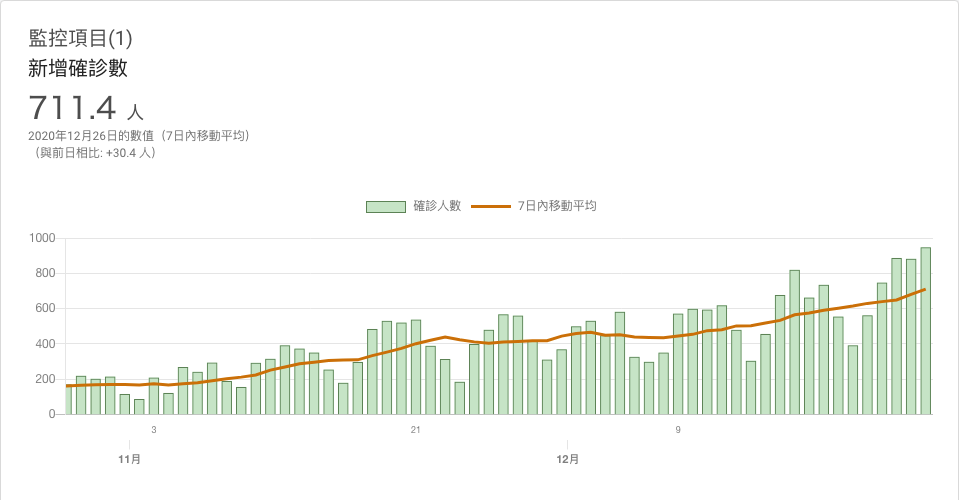 監控項目(1)
新增確診數
711.4 人
2020年12月26日的數值（7日內移動平均）
（與前日相比: +30.4 人）
確診人數 7日內移動平均
1000
800
600
400
200
0
3 21 9
11月 12月